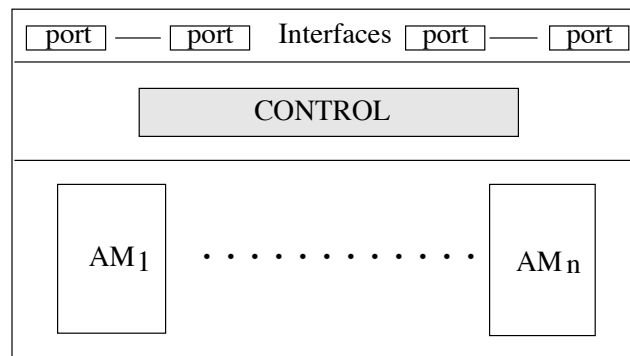 port port Interfaces port port
CONTROL
AM1 . . . . . . . . . . . . AMn